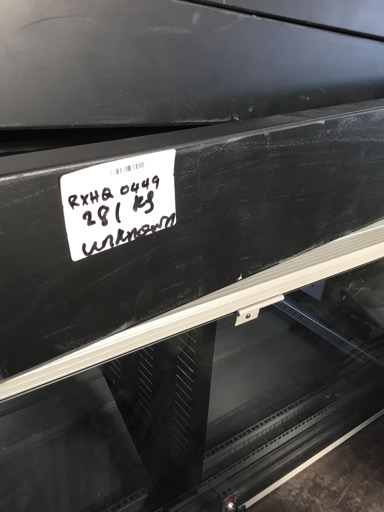 RXHQ 0449
281 kg
unknown